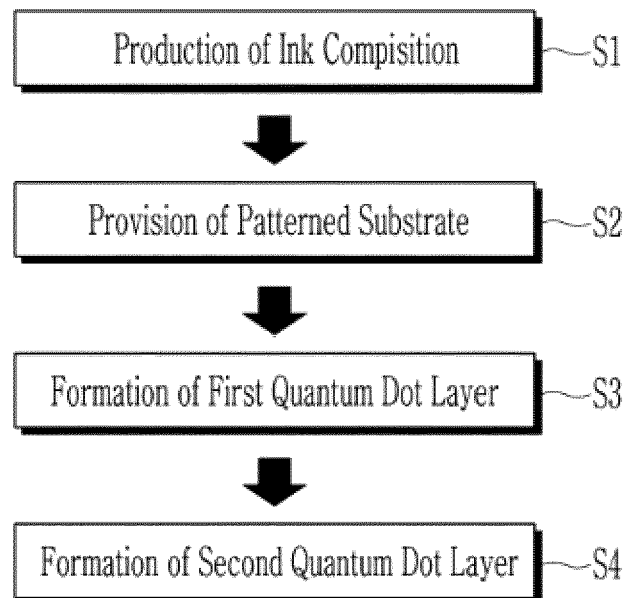 Production of Ink Compisition S1
Provision of Patterned Substrate S2
Formation of First Quantum Dot Layer S3
Formation of Second Quantum Dot Layer S4